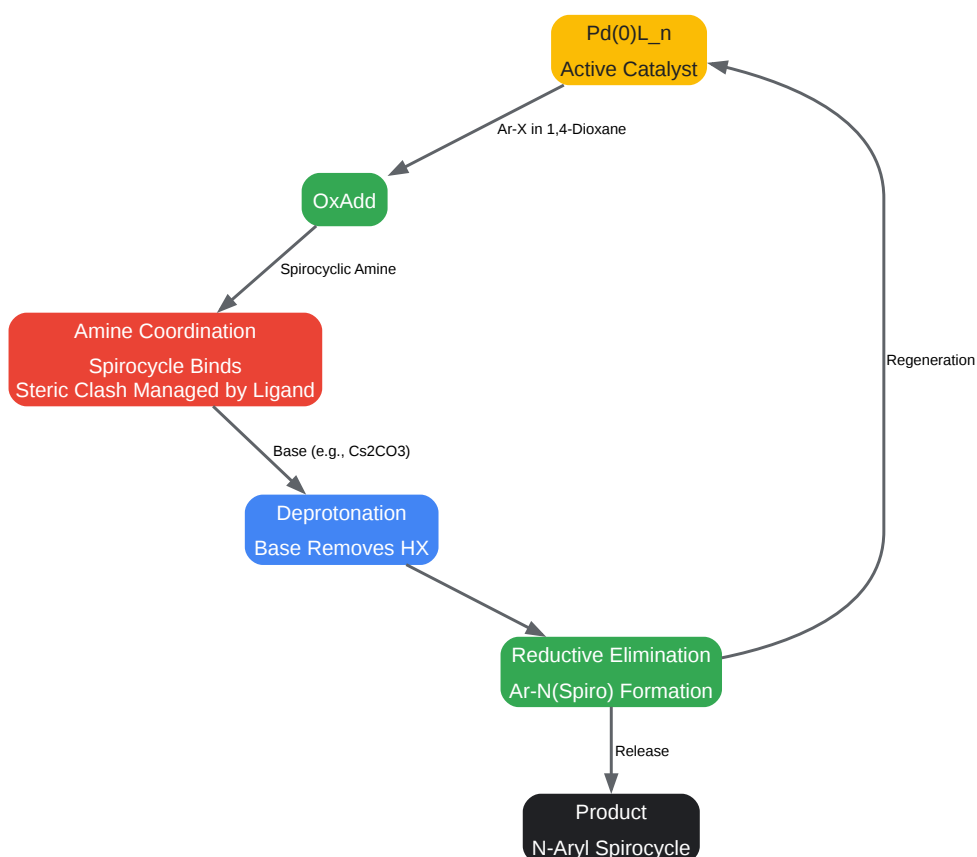 Pd(0)L_n
Active Catalyst
Ar-X in 1,4-Dioxane
OxAdd
Spirocyclic Amine
Amine Coordination
Spirocycle Binds
Steric Clash Managed by Ligand
Regeneration
Base (e.g., Cs2CO3)
Deprotonation
Base Removes HX
Reductive Elimination
Ar-N(Spiro) Formation
Release
Product
N-Aryl Spirocycle